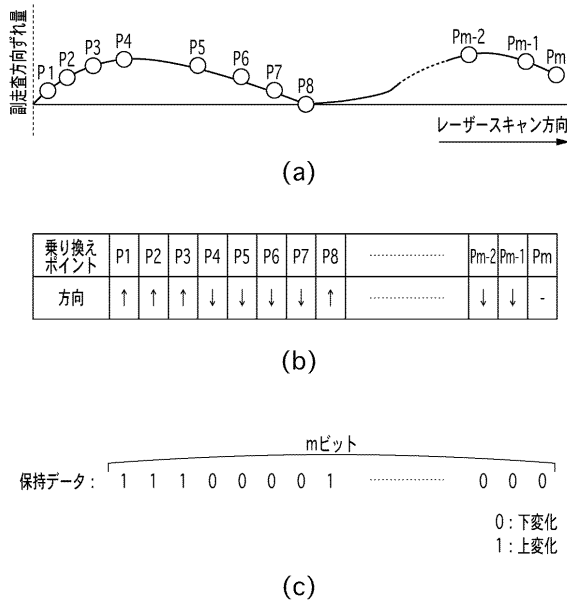 副走査方向ずれ量
P1 P2 P3 P4 P5 P6 P7 P8 Pm-2 Pm-1 Pm
レーザースキャン方向
(a)
乗り換え
ポイント P1 P2 P3 P4 P5 P6 P7 P8 ………… Pm-2 Pm-1 Pm
方向 ↑ ↑ ↑ ↓ ↓ ↓ ↓ ↑ ………… ↓ ↓ -
(b)
mビット
保持データ: 1 1 1 0 0 0 0 1 ………… 0 0 0
0:下変化
1:上変化
(c)